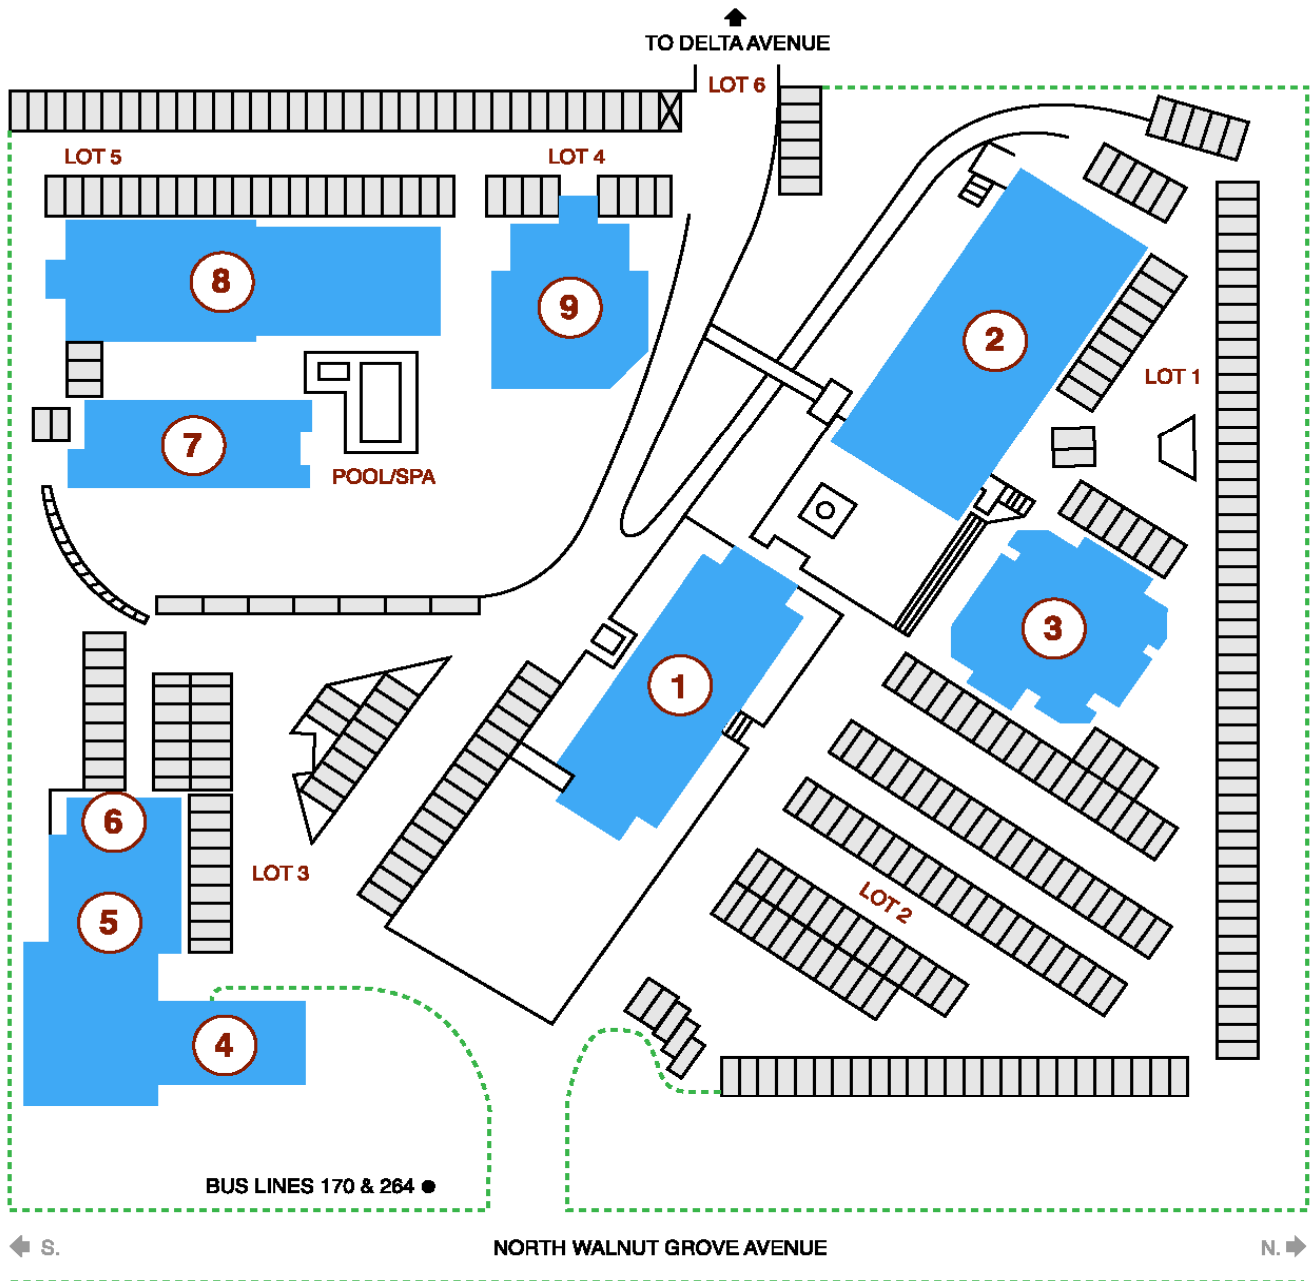 TO DELTA AVENUE
LOT 6
LOT 5
LOT 4
8
9
2
LOT 1
7
POOL/SPA
3
1
6
LOT 3
5
LOT 2
4
BUS LINES 170 & 264
S.
NORTH WALNUT GROVE AVENUE
N.